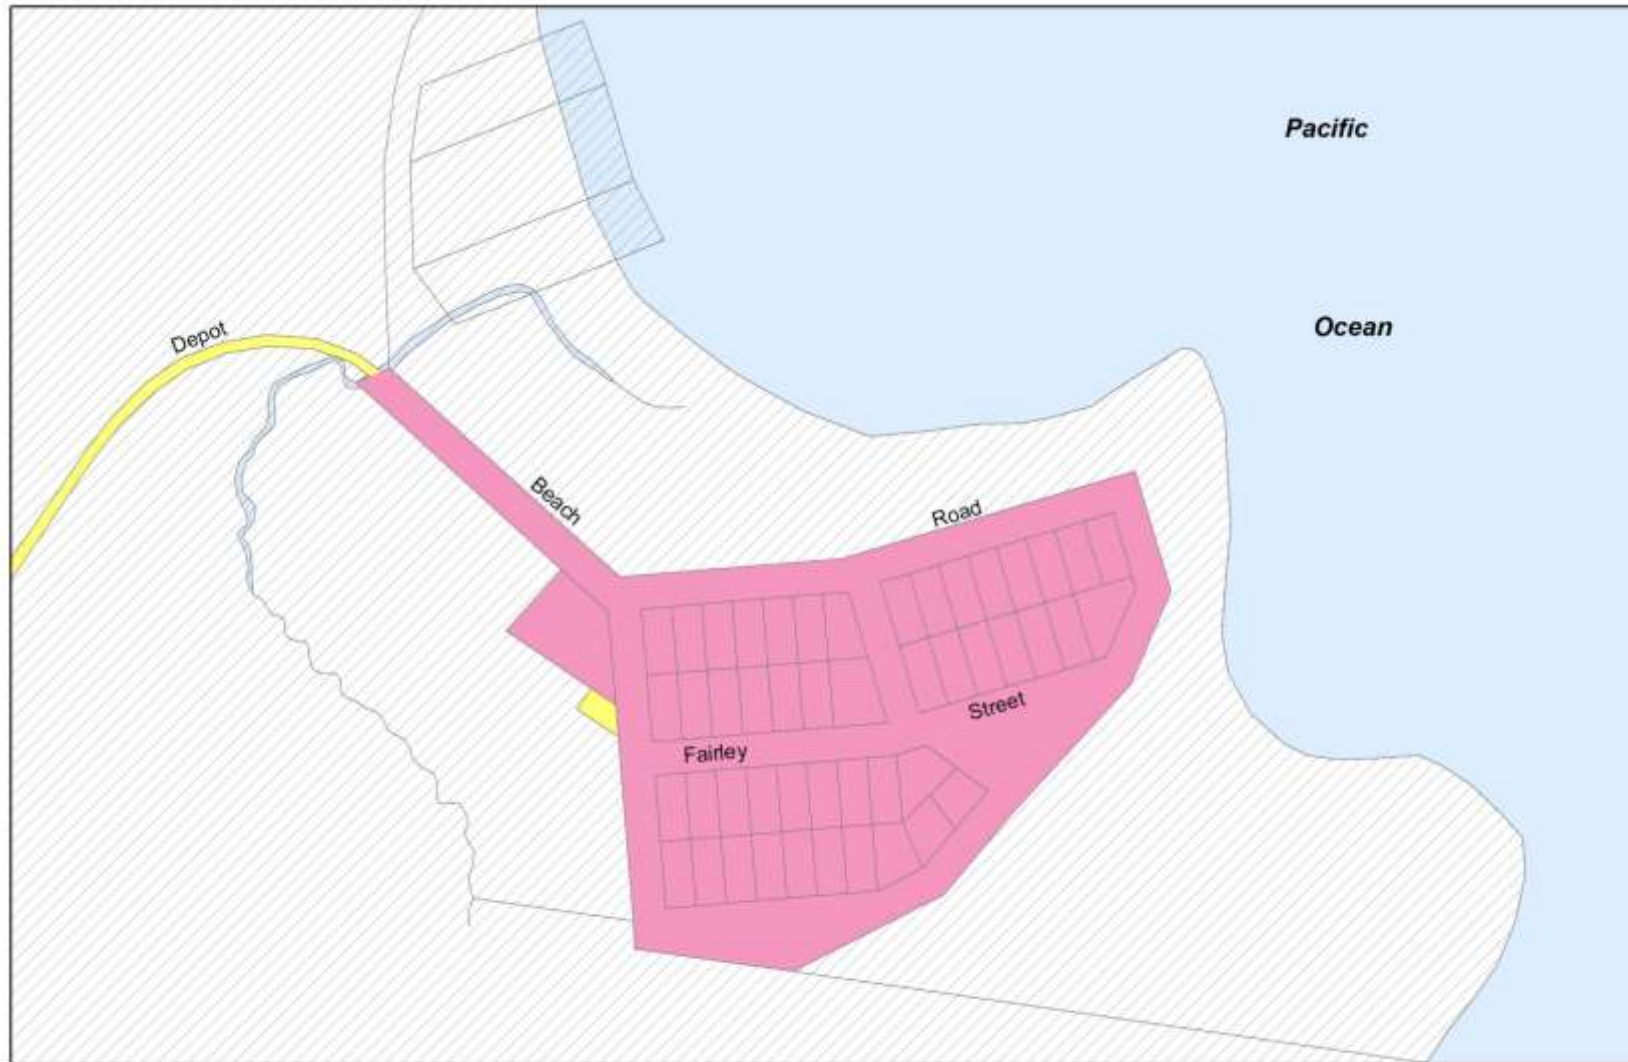 Pacific
Ocean
Depot
Beach
Road
Street
Fairley